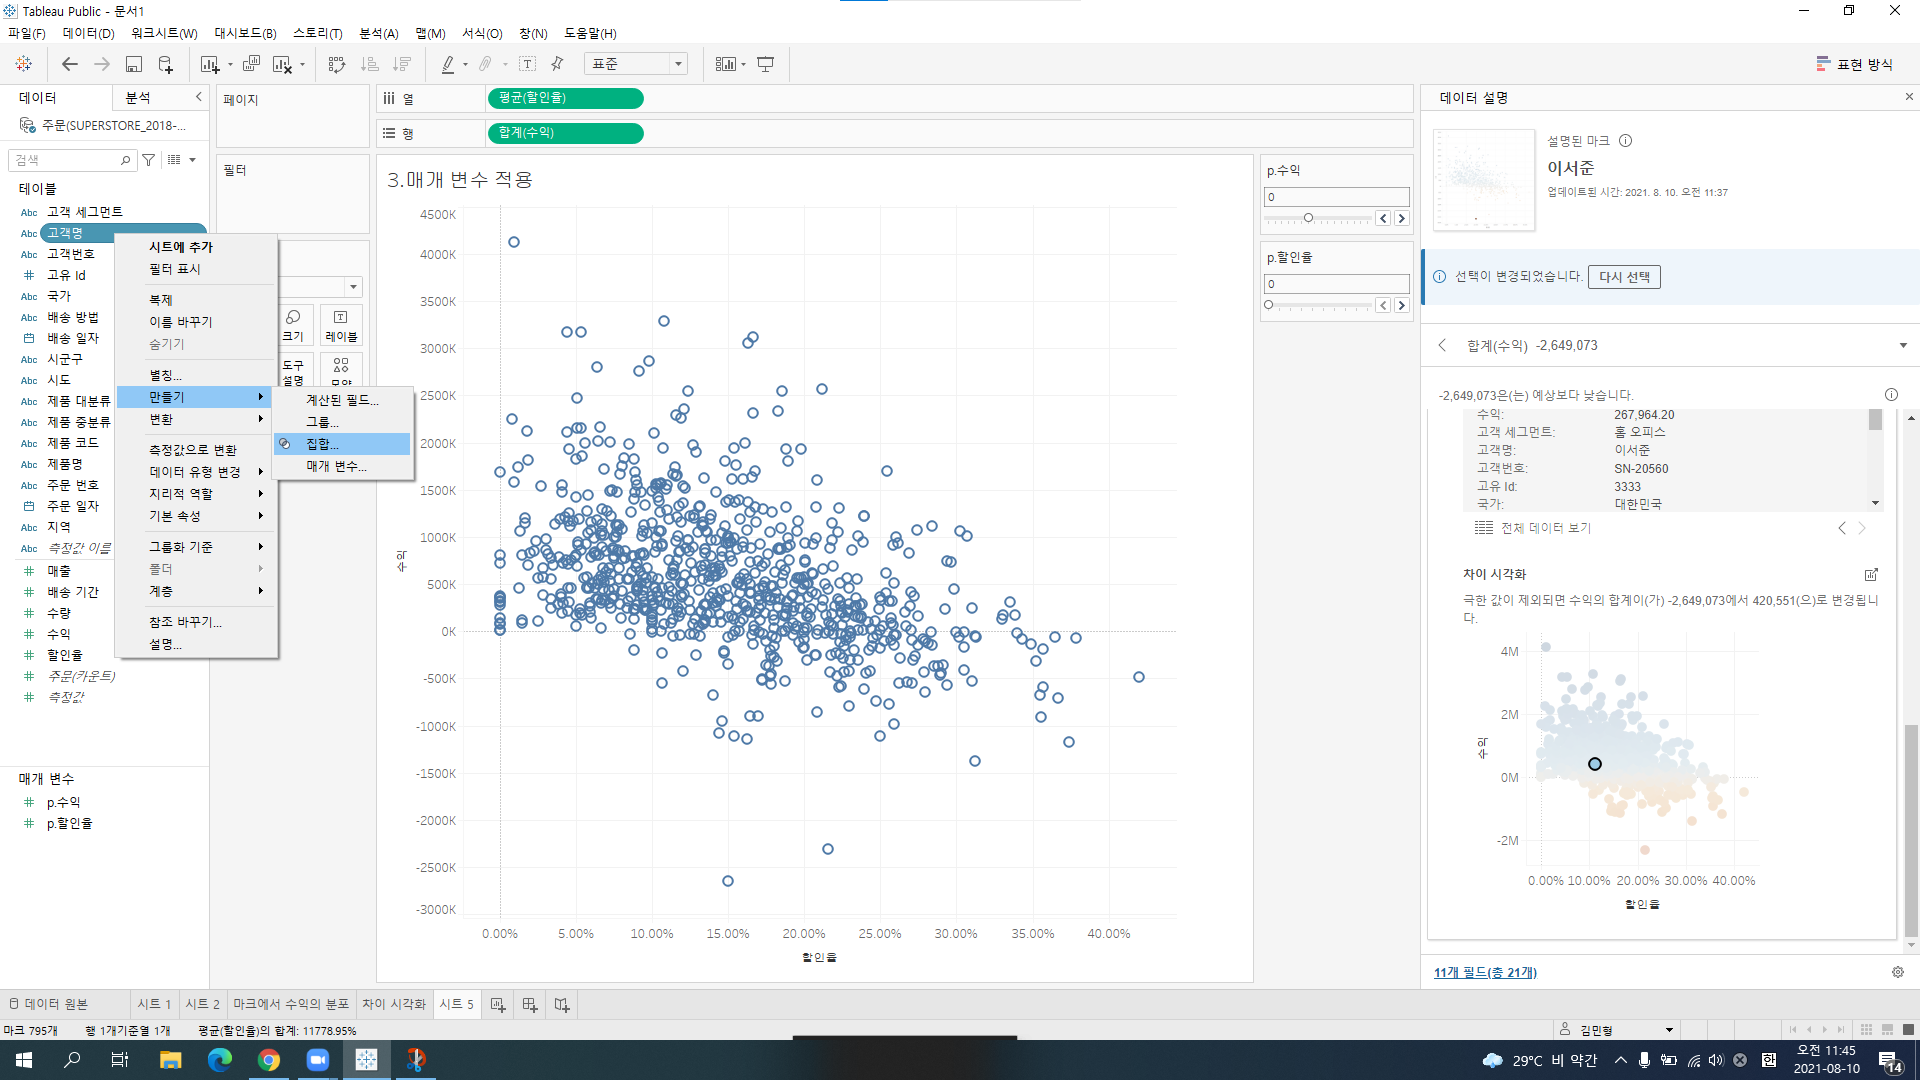 Tableau Public - 문서1
파일(F) 데이터(D) 워크시트(W) 대시보드(B) 스토리(T) 분석(A) 맵(M) 서식(O) 창(N) 도움말(H)
표준
표현 방식
데이터 분석
주문(SUPERSTORE_2018-...
검색
테이블
Abc 고객 세그먼트
Abc 고객명
Abc 고객번호
# 고유 Id
Abc 국가
Abc 배송 방법
배송 일자
Abc 시군구
Abc 시도
Abc 제품 대분류
Abc 제품 중분류
Abc 제품 코드
Abc 제품명
Abc 주문 번호
주문 일자
Abc 지역
Abc 측정값 이름
# 매출
# 배송 기간
# 수량
# 수익
# 할인율
# 주문(카운트)
# 측정값
매개 변수
# p.수익
# p.할인율
시트에 추가
필터 표시
복제
이름 바꾸기
숨기기
별칭...
만들기
변환
측정값으로 변환
데이터 유형 변경
지리적 역할
기본 속성
그룹화 기준
폴더
계층
참조 바꾸기...
설명...
계산된 필드...
그룹...
집합...
매개 변수...
페이지
필터
크기
레이블
도구
설명
열 평균(할인율)
행 합계(수익)
3.매개 변수 적용
4500K
4000K
3500K
3000K
2500K
2000K
1500K
1000K
500K
0K
-500K
-1000K
-1500K
-2000K
-2500K
-3000K
수익
0.00% 5.00% 10.00% 15.00% 20.00% 25.00% 30.00% 35.00% 40.00%
할인율
p.수익
0
p.할인율
0
데이터 설명
설명된 마크
이서준
업데이트된 시간: 2021. 8. 10. 오전 11:37
선택이 변경되었습니다. 다시 선택
합계(수익) -2,649,073
-2,649,073은(는) 예상보다 낮습니다.
수익: 267,964.20
고객 세그먼트: 홈 오피스
고객명: 이서준
고객번호: SN-20560
고유 Id: 3333
국가: 대한민국
전체 데이터 보기
차이 시각화
극한 값이 제외되면 수익의 합계이(가) -2,649,073에서 420,551(으)로 변경됩니
다.
4M
2M
0M
-2M
수익
0.00% 10.00% 20.00% 30.00% 40.00%
할인율
11개 필드(총 21개)
데이터 원본 시트 1 시트 2 마크에서 수익의 분포 차이 시각화 시트 5
마크 795개 행 1개기준열 1개 평균(할인율)의 합계: 11778.95%
김민형
29°C 비 약간
한
오전 11:45
2021-08-10
14